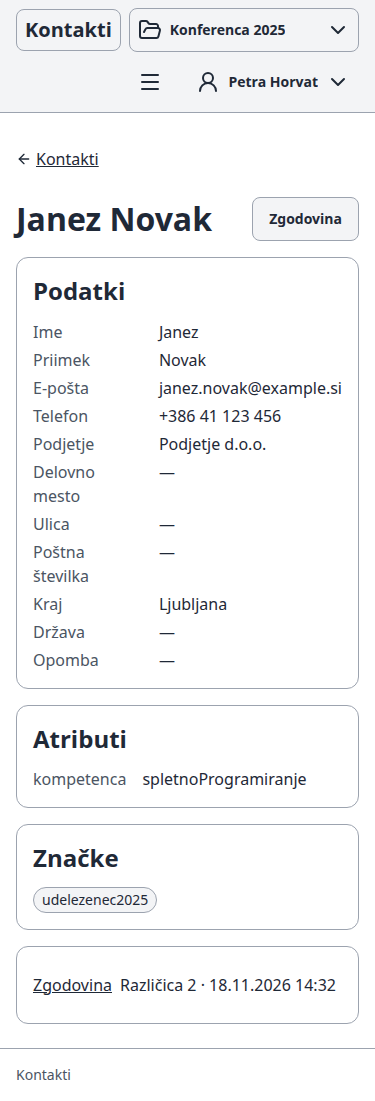 Kontakti
Konferenca 2025
Petra Horvat
Kontakti
Janez Novak
Zgodovina
Podatki
Ime Janez
Priimek Novak
E-pošta janez.novak@example.si
Telefon +386 41 123 456
Podjetje Podjetje d.o.o.
Delovno —
mesto
Ulica —
Poštna —
številka
Kraj Ljubljana
Država —
Opomba —
Atributi
kompetenca spletnoProgramiranje
Značke
udelezenec2025
Zgodovina Različica 2 · 18.11.2026 14:32
Kontakti